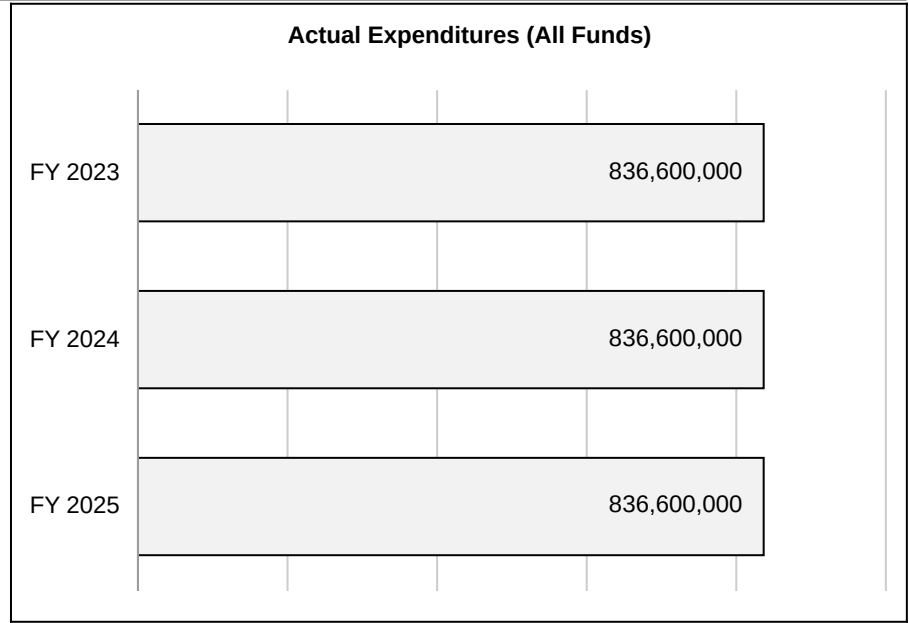 Actual Expenditures (All Funds)
FY 2023 836,600,000
FY 2024 836,600,000
FY 2025 836,600,000